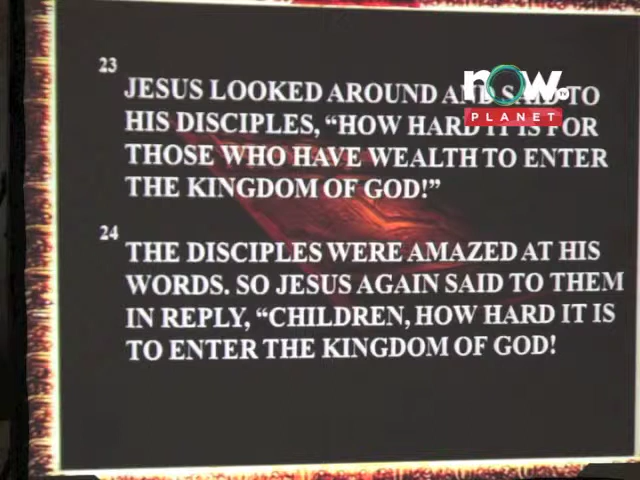 23
JESUS LOOKED AROUND AND SAID TO
HIS DISCIPLES, “HOW HARD IT IS FOR
THOSE WHO HAVE WEALTH TO ENTER
THE KINGDOM OF GOD!”
24
THE DISCIPLES WERE AMAZED AT HIS
WORDS. SO JESUS AGAIN SAID TO THEM
IN REPLY, “CHILDREN, HOW HARD IT IS
TO ENTER THE KINGDOM OF GOD!
now
PLANET